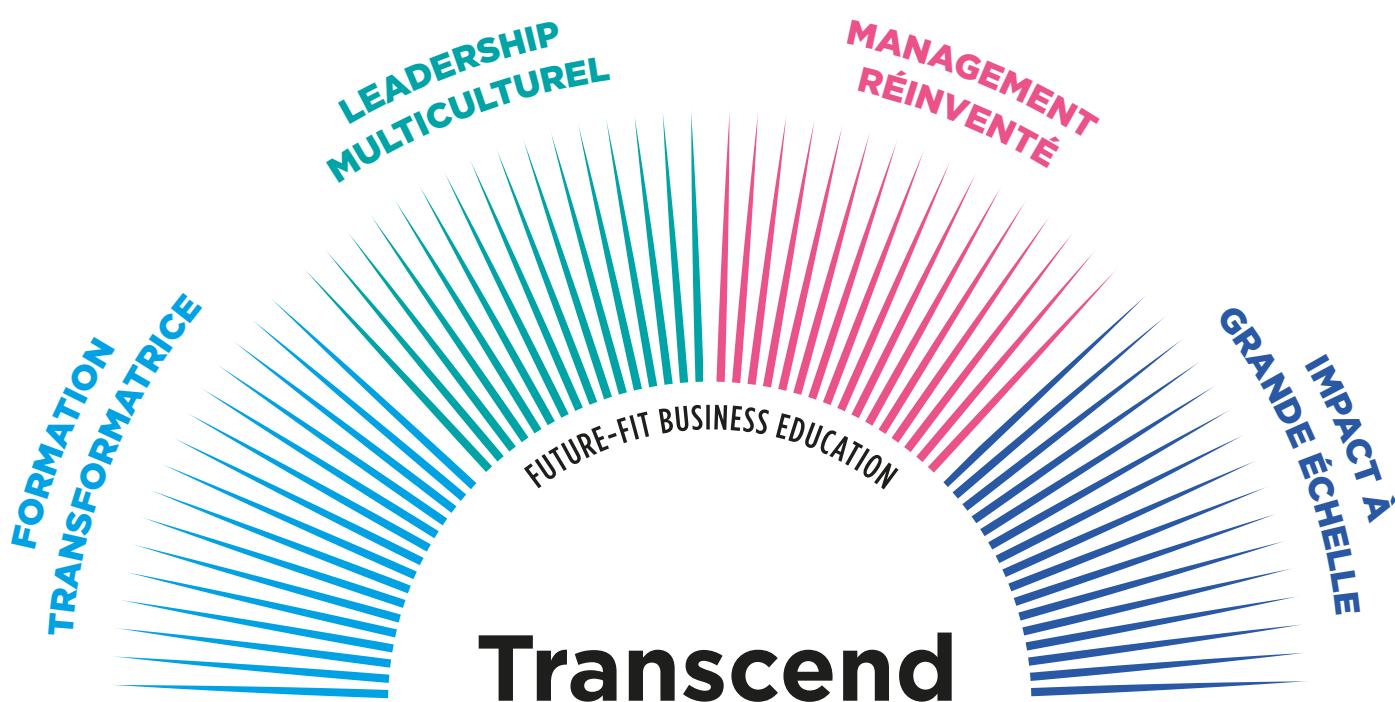 FORMATION
TRANSFORMATRICE
LEADERSHIP
MULTICULTUREL
MANAGEMENT
RÉINVENTÉ
IMPACT À
GRANDE ÉCHELLE
FUTURE-FIT BUSINESS EDUCATION
Transcend